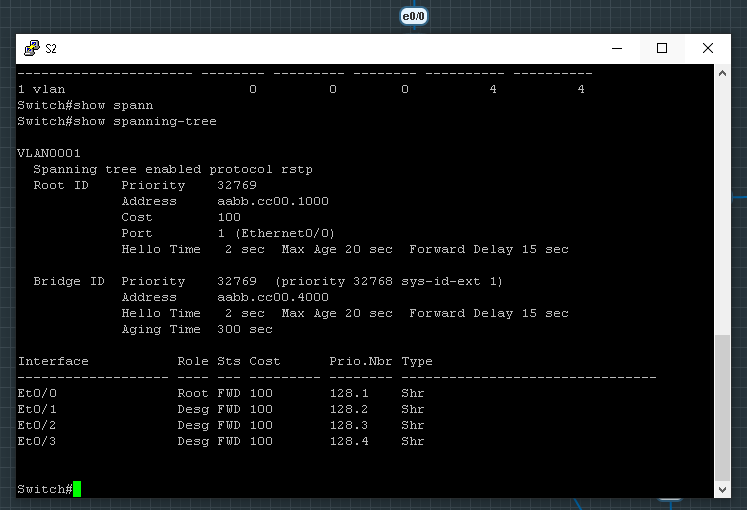 e0/0
S2
---------------------- -------- --------- -------- ---------- ----------
1 vlan                       0         0        0          4          4
Switch#show spann
Switch#show spanning-tree
VLAN0001
  Spanning tree enabled protocol rstp
  Root ID    Priority    32769
             Address     aabb.cc00.1000
             Cost        100
             Port        1 (Ethernet0/0)
             Hello Time   2 sec  Max Age 20 sec  Forward Delay 15 sec
  Bridge ID  Priority    32769  (priority 32768 sys-id-ext 1)
             Address     aabb.cc00.4000
             Hello Time   2 sec  Max Age 20 sec  Forward Delay 15 sec
             Aging Time  300 sec
Interface           Role Sts Cost      Prio.Nbr Type
------------------- ---- --- --------- -------- --------------------------------
Et0/0               Root FWD 100       128.1    Shr
Et0/1               Desg FWD 100       128.2    Shr
Et0/2               Desg FWD 100       128.3    Shr
Et0/3               Desg FWD 100       128.4    Shr
Switch#